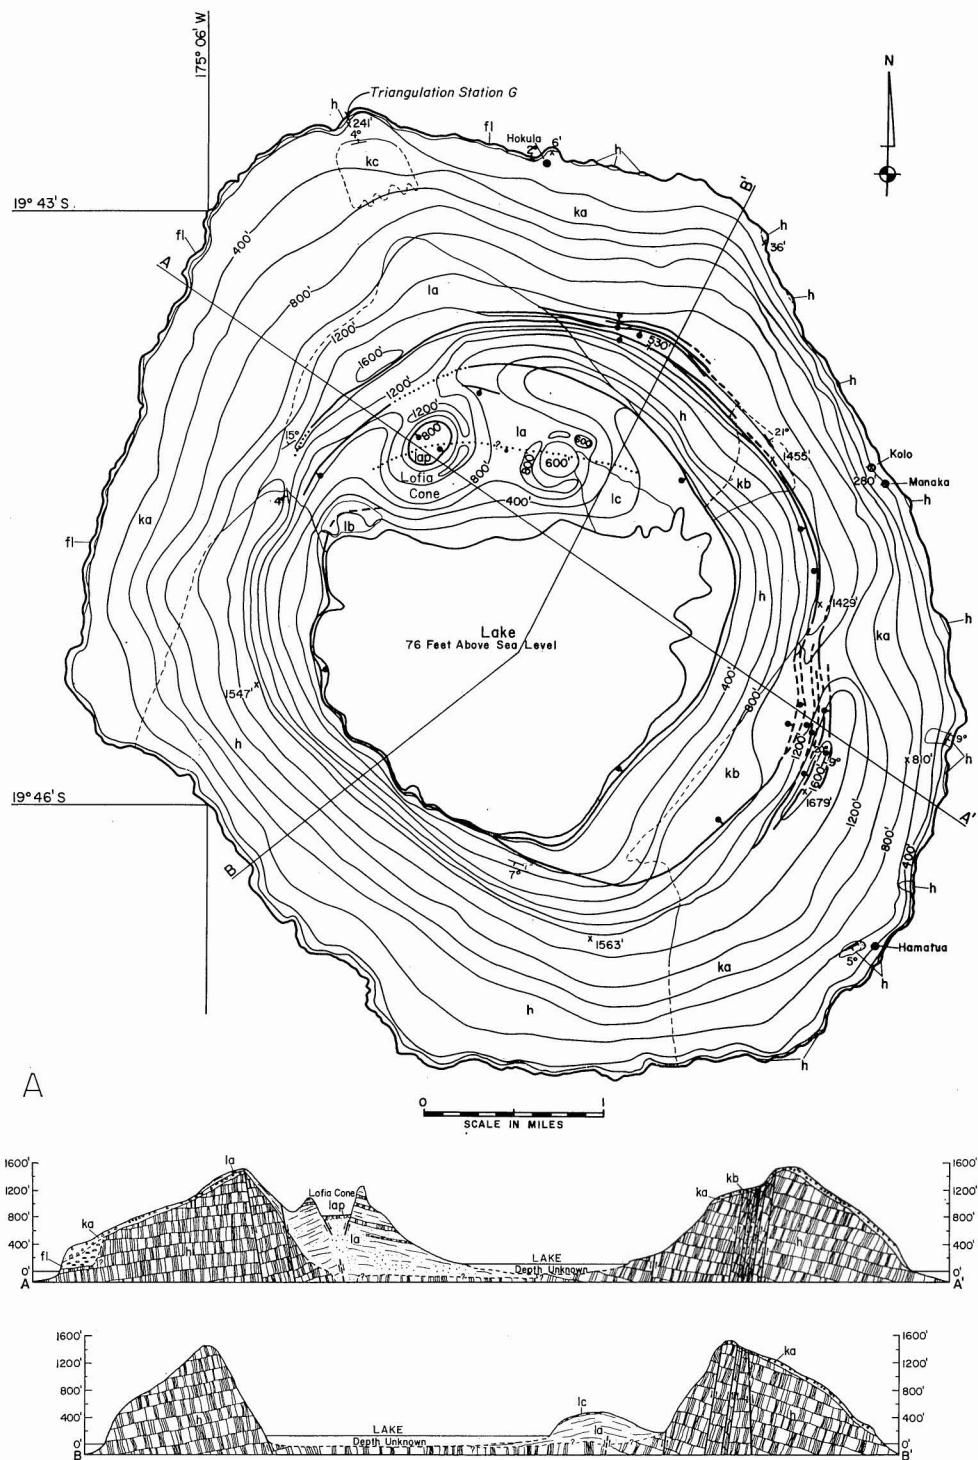 175° 06' W
N
Triangulation Station G
h
241'
4°
fl
Hokula
2°
6'
h
kc
19° 43' S
ka
B'
h
36'
fl
A
400'
h
800'
la
1200'
530'
1600'
1200'
h
h
1200'
la
21°
15°
800'
600'
1455'
Kolo
lap
800'
600'
280'
Manaka
Lofia
Cone
800'
kb
h
4°
400'
lc
ka
lb
fl
h
1429'
h
Lake
76 Feet Above Sea Level
ka
400'
800'
1547'
h
9°
h
1200'
810'
kb
9°
1600'
19° 46' S
1679'
A'
1200'
800'
400'
B
7°
h
1563'
Hamatua
5°
ka
h
h
h
A
0 1
SCALE IN MILES
1600'
la
1600'
Lofia Cone
kb
1200'
lap
ka
1200'
800'
ka
la
800'
400'
h
h
400'
fl
LAKE
0'
Depth Unknown
0'
A
A'
1600'
1600'
ka
1200'
1200'
800'
lc
800'
400'
h
LAKE
la
h
400'
0'
Depth Unknown
0'
B
B'